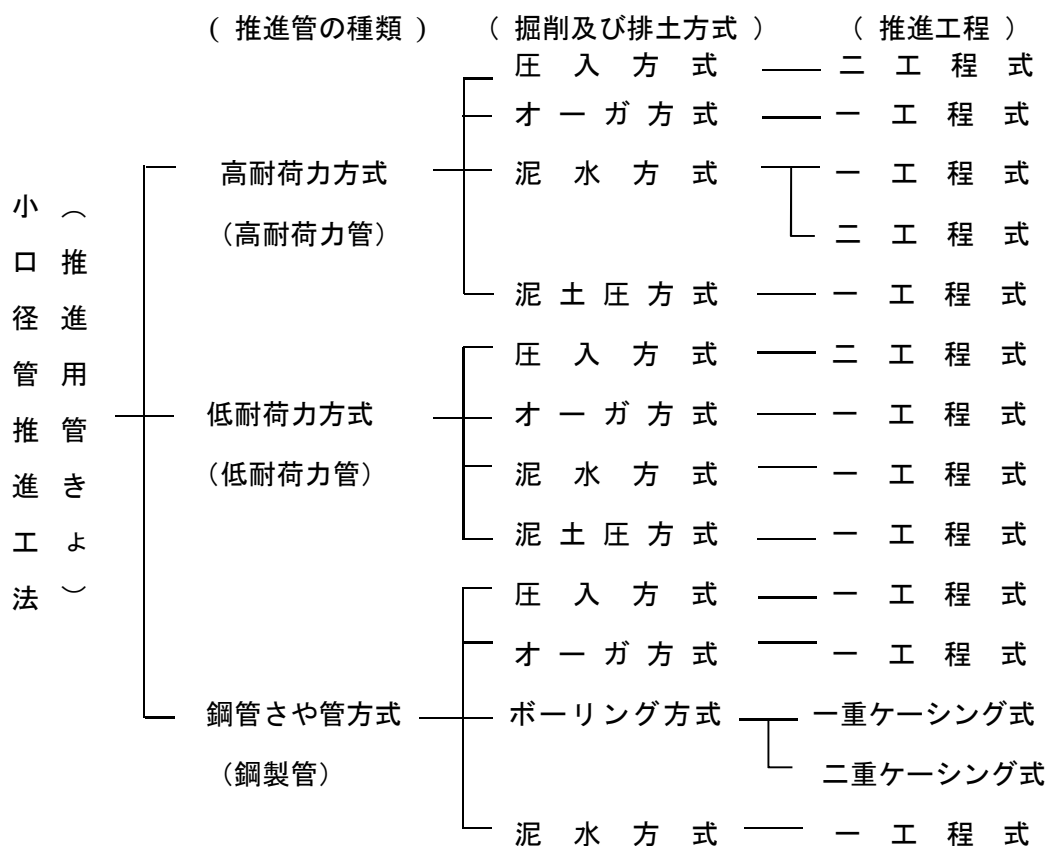 ( 推進管の種類 ) ( 掘削及び排土方式 ) ( 推進工程 )
小口径管推進工法
（推進用管きょ）
高耐荷力方式
（高耐荷力管）
圧入方式 二工程式
オーガ方式 一工程式
泥水方式 一工程式
二工程式
泥土圧方式 一工程式
低耐荷力方式
（低耐荷力管）
圧入方式 二工程式
オーガ方式 一工程式
泥水方式 一工程式
泥土圧方式 一工程式
鋼管さや管方式
（鋼製管）
圧入方式 一工程式
オーガ方式 一工程式
ボーリング方式 一重ケーシング式
二重ケーシング式
泥水方式 一工程式